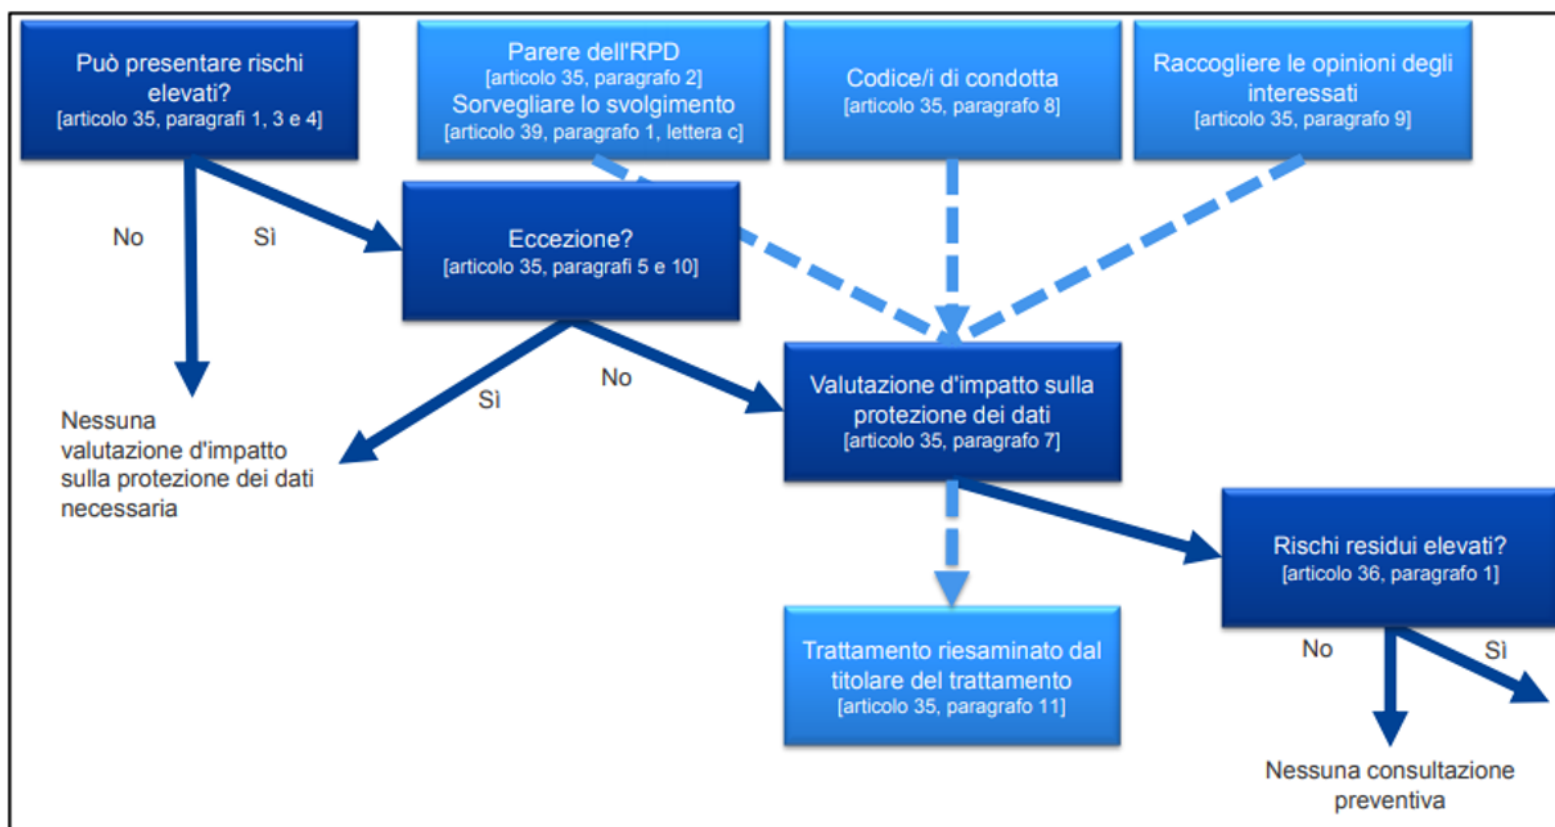 Può presentare rischi
elevati?
[articolo 35, paragrafi 1, 3 e 4]
Parere dell'RPD
[articolo 35, paragrafo 2]
Sorvegliare lo svolgimento
[articolo 39, paragrafo 1, lettera c]
Codice/i di condotta
[articolo 35, paragrafo 8]
Raccogliere le opinioni degli
interessati
[articolo 35, paragrafo 9]
No
Sì
Eccezione?
[articolo 35, paragrafi 5 e 10]
Sì
No
Nessuna
valutazione d'impatto
sulla protezione dei dati
necessaria
Valutazione d'impatto sulla
protezione dei dati
[articolo 35, paragrafo 7]
Rischi residui elevati?
[articolo 36, paragrafo 1]
Trattamento riesaminato dal
titolare del trattamento
[articolo 35, paragrafo 11]
No
Sì
Nessuna consultazione
preventiva